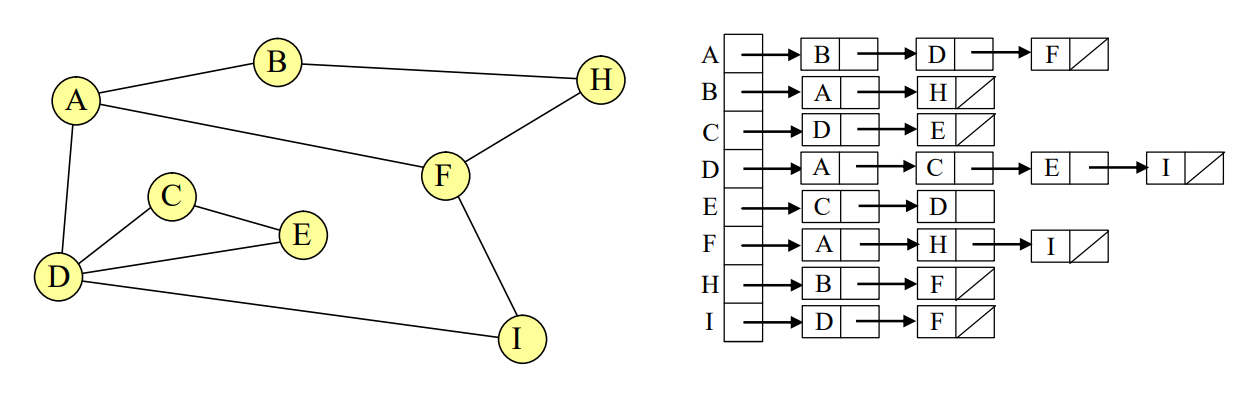 B
H
A
F
C
E
D
I
A B D F
B A H
C D E
D A C E I
E C D
F A H I
H B F
I D F